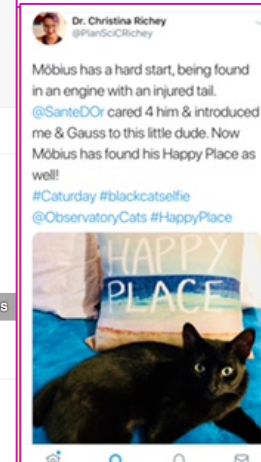 Dr. Christina Richey
@PlanSciCRichey
Möbius has a hard start, being found
in an engine with an injured tail.
@SanteDOr cared 4 him & introduced
me & Gauss to this little dude. Now
Möbius has found his Happy Place as
well!
#Caturday #blackcatselfie
@ObservatoryCats #HappyPlace
HAPPY
PLACE
s